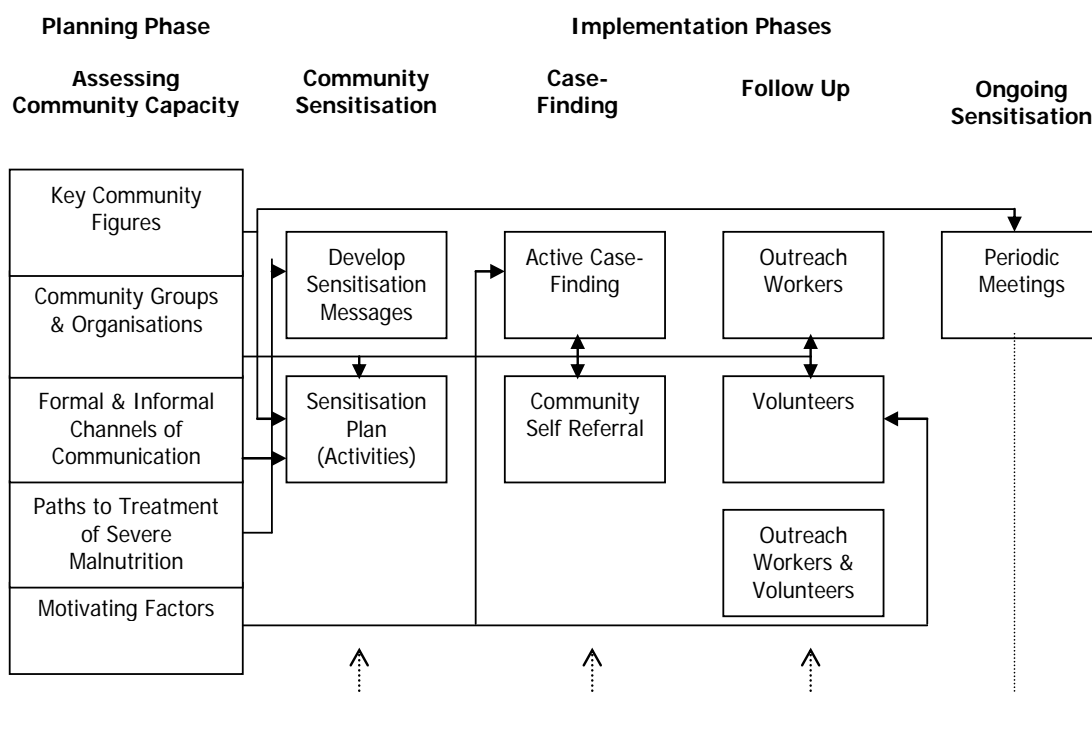 Planning Phase
Implementation Phases
Assessing
Community Capacity
Community
Sensitisation
Case-
Finding
Follow Up
Ongoing
Sensitisation
Key Community
Figures
Community Groups
& Organisations
Formal & Informal
Channels of
Communication
Paths to Treatment
of Severe
Malnutrition
Motivating Factors
Develop
Sensitisation
Messages
Sensitisation
Plan
(Activities)
Active Case-
Finding
Community
Self Referral
Outreach
Workers
Volunteers
Outreach
Workers &
Volunteers
Periodic
Meetings